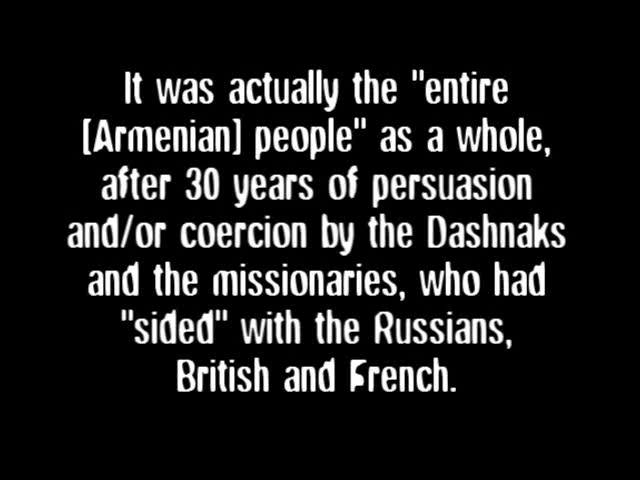 It was actually the "entire
[Armenian] people" as a whole,
after 30 years of persuasion
and/or coercion by the Dashnaks
and the missionaries, who had
"sided" with the Russians,
British and French.